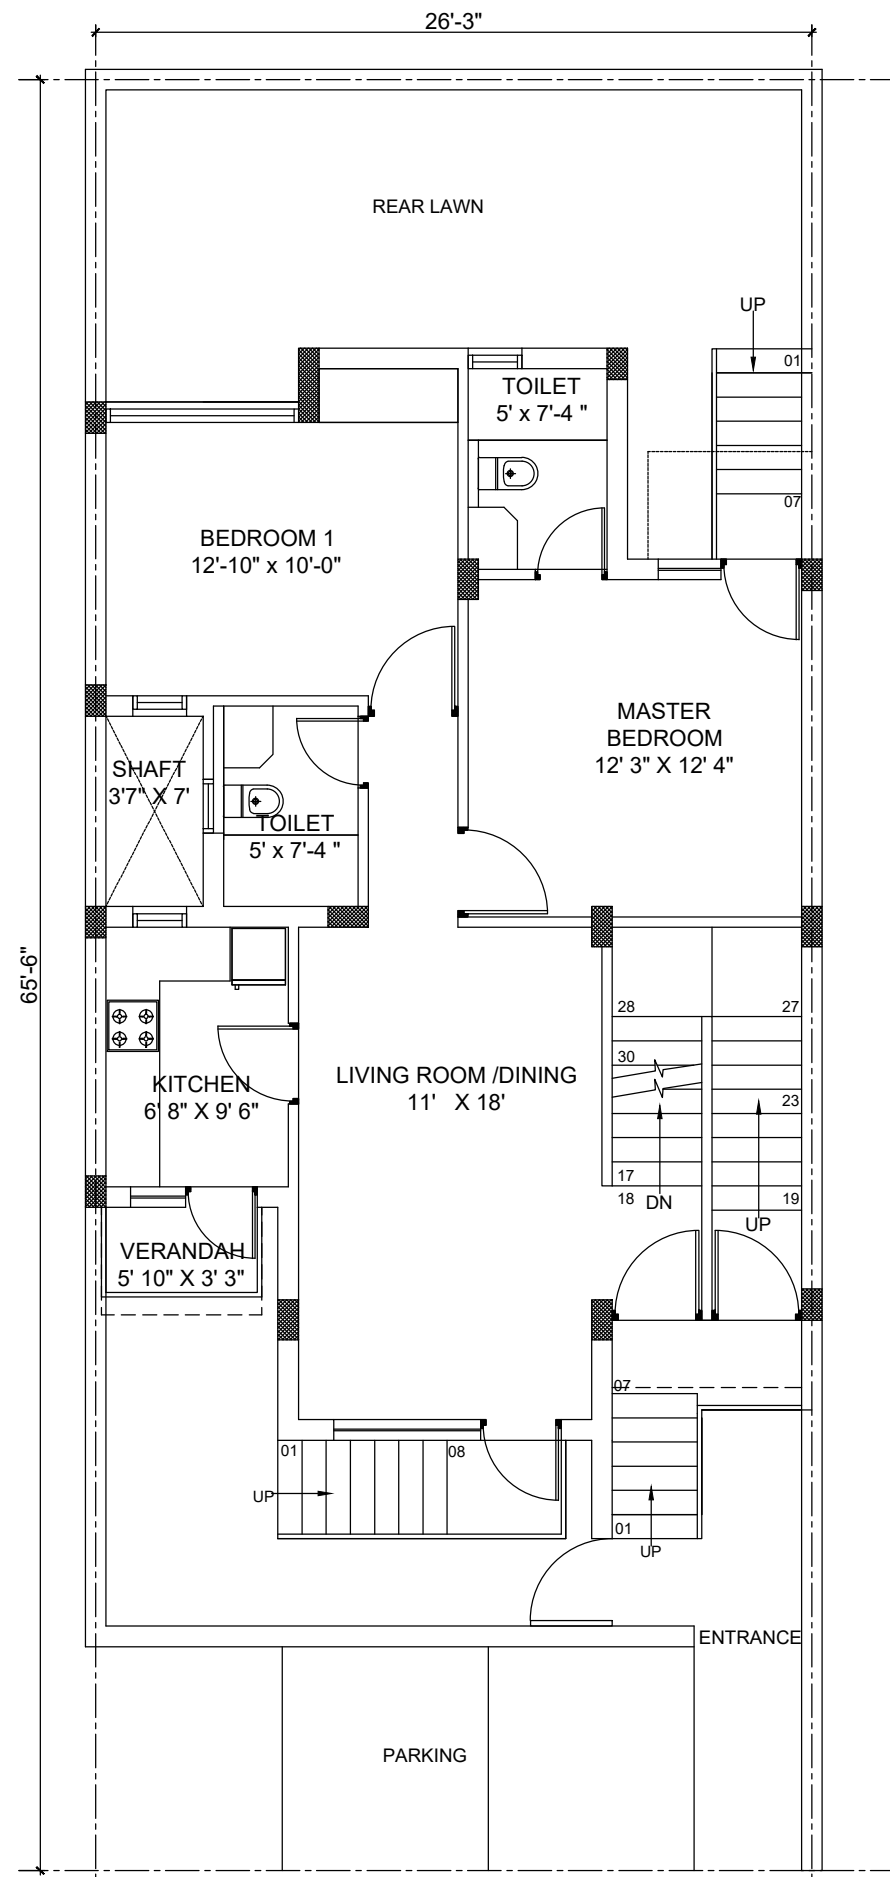 26'-3"
REAR LAWN
UP
01
TOILET
5' x 7'-4 "
07
BEDROOM 1
12'-10" x 10'-0"
MASTER
BEDROOM
12' 3" X 12' 4"
SHAFT
3'7" X 7'
TOILET
5' x 7'-4 "
65'-6"
28
27
30
LIVING ROOM /DINING
11' X 18'
KITCHEN
6' 8" X 9' 6"
23
17
18
DN
19
UP
VERANDAH
5' 10" X 3' 3"
07
01
08
UP
01
UP
ENTRANCE
PARKING